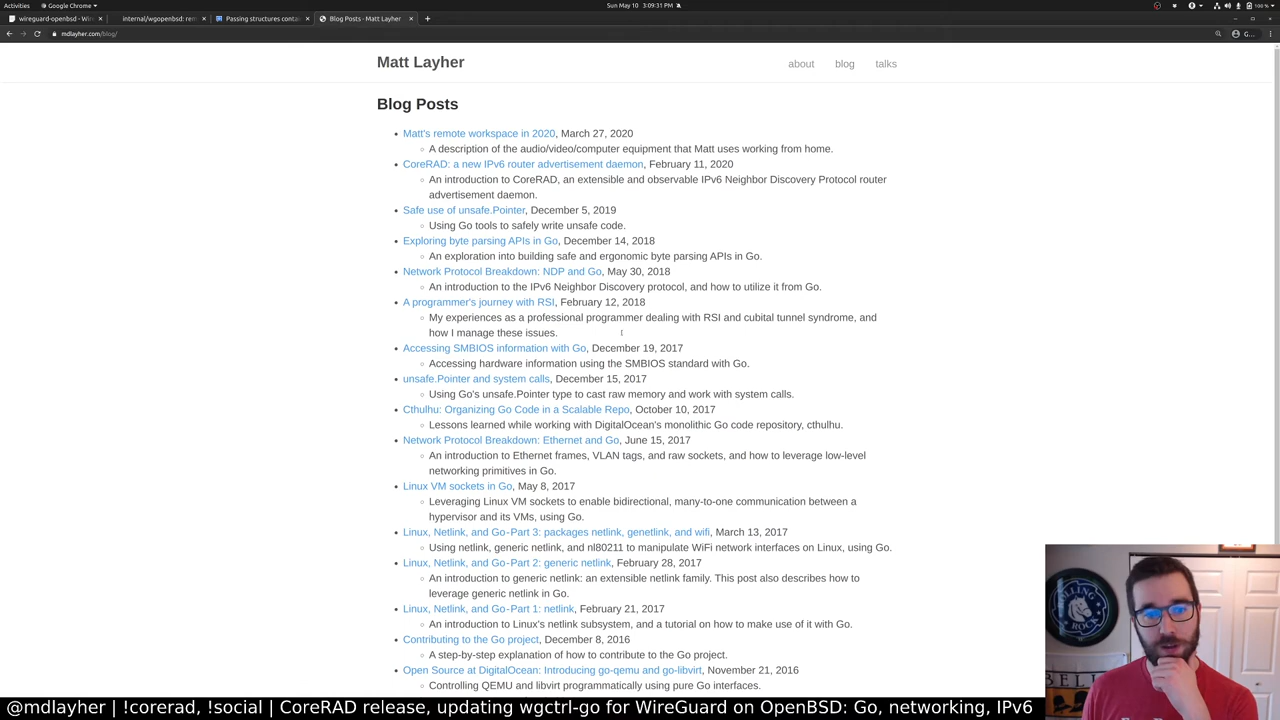 Activities
Google Chrome
Sun May 10 3:09:31 PM
100 %
wireguard-openbsd - Wir
internal/wgopenbsd: rem
Passing structures conta
Blog Posts · Matt Layher
mdlayher.com/blog/
G...
Matt Layher
about
blog
talks
Blog Posts
Matt's remote workspace in 2020, March 27, 2020
A description of the audio/video/computer equipment that Matt uses working from home.
CoreRAD: a new IPv6 router advertisement daemon, February 11, 2020
An introduction to CoreRAD, an extensible and observable IPv6 Neighbor Discovery Protocol router
advertisement daemon.
Safe use of unsafe.Pointer, December 5, 2019
Using Go tools to safely write unsafe code.
Exploring byte parsing APIs in Go, December 14, 2018
An exploration into building safe and ergonomic byte parsing APIs in Go.
Network Protocol Breakdown: NDP and Go, May 30, 2018
An introduction to the IPv6 Neighbor Discovery protocol, and how to utilize it from Go.
A programmer's journey with RSI, February 12, 2018
My experiences as a professional programmer dealing with RSI and cubital tunnel syndrome, and
how I manage these issues.
Accessing SMBIOS information with Go, December 19, 2017
Accessing hardware information using the SMBIOS standard with Go.
unsafe.Pointer and system calls, December 15, 2017
Using Go's unsafe.Pointer type to cast raw memory and work with system calls.
Cthulhu: Organizing Go Code in a Scalable Repo, October 10, 2017
Lessons learned while working with DigitalOcean's monolithic Go code repository, cthulhu.
Network Protocol Breakdown: Ethernet and Go, June 15, 2017
An introduction to Ethernet frames, VLAN tags, and raw sockets, and how to leverage low-level
networking primitives in Go.
Linux VM sockets in Go, May 8, 2017
Leveraging Linux VM sockets to enable bidirectional, many-to-one communication between a
hypervisor and its VMs, using Go.
Linux, Netlink, and Go-Part 3: packages netlink, genetlink, and wifi, March 13, 2017
Using netlink, generic netlink, and nl80211 to manipulate WiFi network interfaces on Linux, using Go.
Linux, Netlink, and Go-Part 2: generic netlink, February 28, 2017
An introduction to generic netlink: an extensible netlink family. This post also describes how to
leverage generic netlink in Go.
Linux, Netlink, and Go-Part 1: netlink, February 21, 2017
An introduction to Linux's netlink subsystem, and a tutorial on how to make use of it with Go.
Contributing to the Go project, December 8, 2016
A step-by-step explanation of how to contribute to the Go project.
Open Source at DigitalOcean: Introducing go-qemu and go-libvirt, November 21, 2016
Controlling QEMU and libvirt programmatically using pure Go interfaces.
ROCK
BE
@mdlayher | !corerad, !social | CoreRAD release, updating wgctrl-go for WireGuard on OpenBSD: Go, networking, IPv6